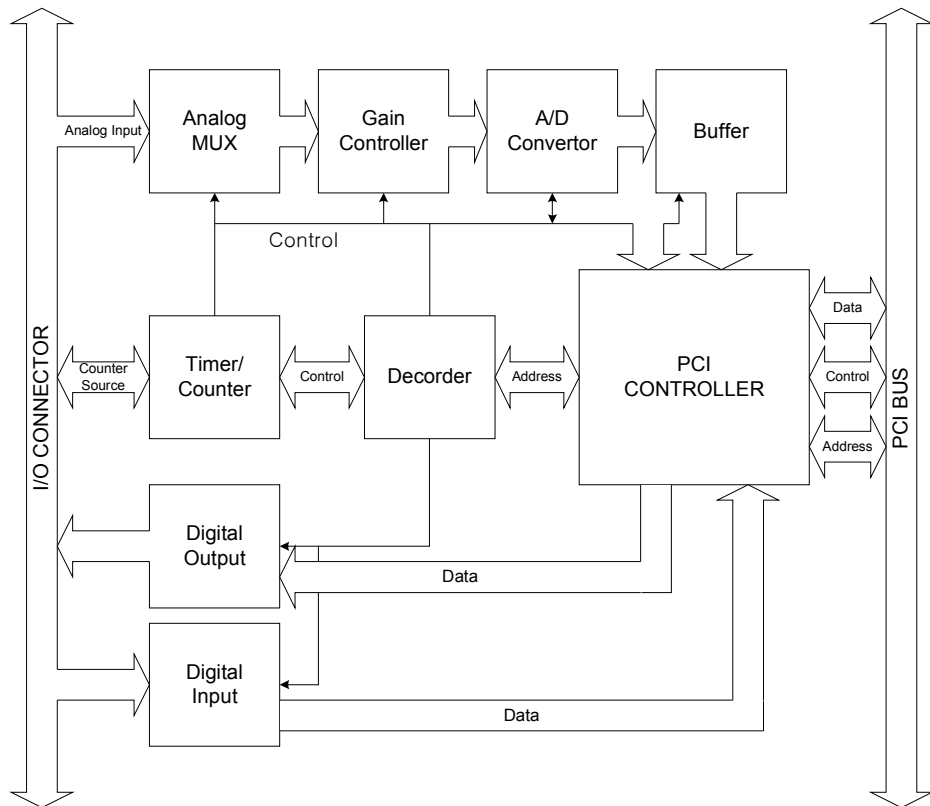 Analog Input
Analog
MUX
Gain
Controller
A/D
Convertor
Buffer
Control
I/O CONNECTOR
Counter
Source
Timer/
Counter
Control
Decorder
Address
PCI
CONTROLLER
Data
Control
Address
PCI BUS
Digital
Output
Data
Digital
Input
Data